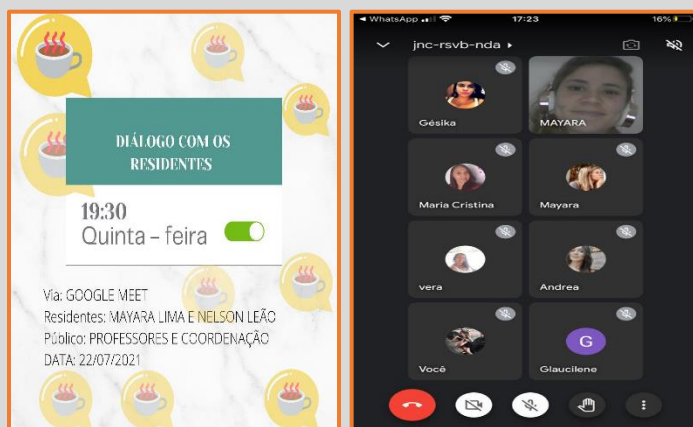 DIÁLOGO COM OS
RESIDENTES
19:30
Quinta - feira
Via: GOOGLE MEET
Residentes: MAYARA LIMA E NELSON LEÃO
Público: PROFESSORES E COORDENAÇÃO
DATA: 22/07/2021
WhatsApp
17:23
16%
jnc-rsvb-nda
Gésika
MAYARA
Maria Cristina
Mayara
vera
Andrea
Você
G
Glaucilene